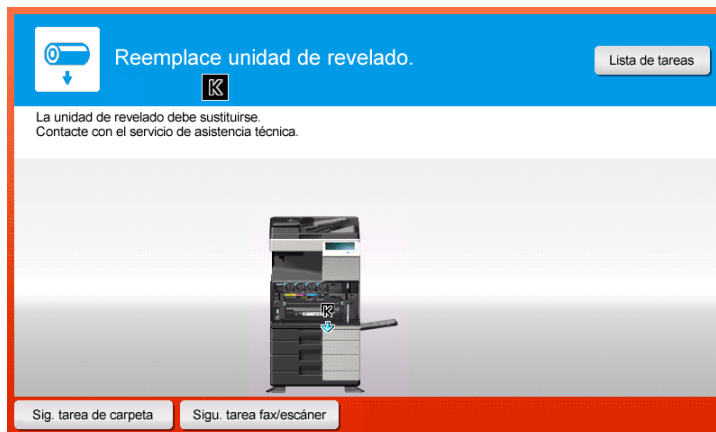 Reemplace unidad de revelado.
K
Lista de tareas
La unidad de revelado debe sustituirse.
Contacte con el servicio de asistencia técnica.
K
Sig. tarea de carpeta
Sigu. tarea fax/escáner